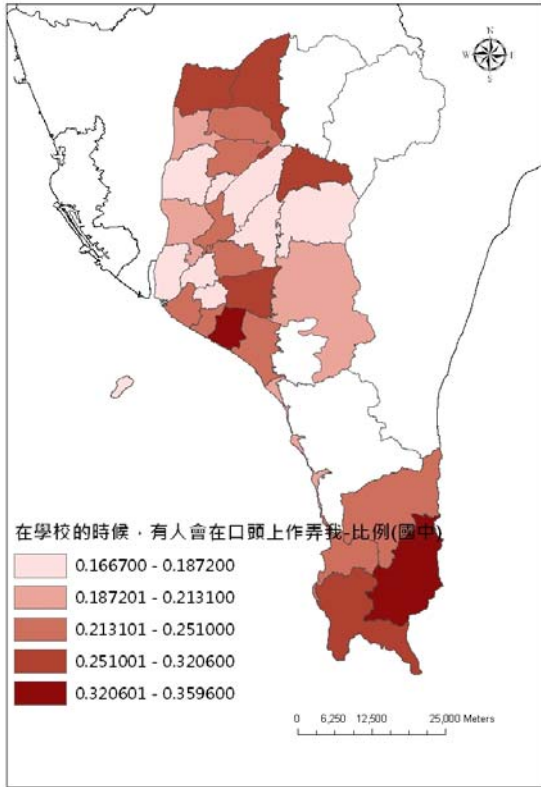 N
W
E
S
在學校的時候，有人會在口頭上作弄我-比例(國中)
0.166700 - 0.187200
0.187201 - 0.213100
0.213101 - 0.251000
0.251001 - 0.320600
0.320601 - 0.359600
0 6,250 12,500 25,000 Meters